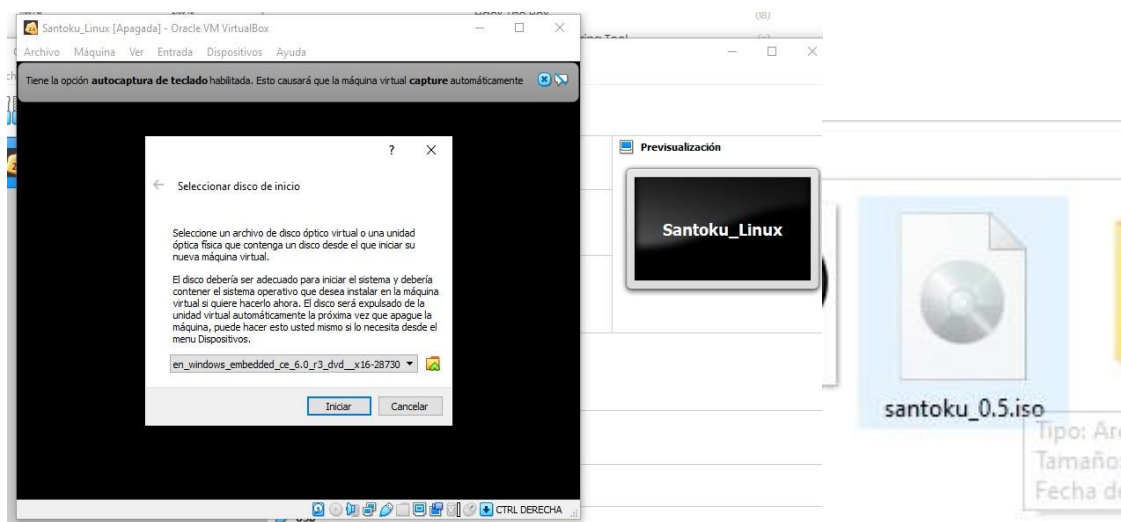 (18)
Santoku_Linux [Apagada] - Oracle VM VirtualBox
Archivo Máquina Ver Entrada Dispositivos Ayuda
Tiene la opción autocaptura de teclado habilitada. Esto causará que la máquina virtual capture automáticamente
Seleccionar disco de inicio
Seleccione un archivo de disco óptico virtual o una unidad
óptica física que contenga un disco desde el que iniciar su
nueva máquina virtual.
El disco debería ser adecuado para iniciar el sistema y debería
contener el sistema operativo que desea instalar en la máquina
virtual si quiere hacerlo ahora. El disco será expulsado de la
unidad virtual automáticamente la próxima vez que apague la
máquina, puede hacer esto usted mismo si lo necesita desde el
menu Dispositivos.
en_windows_embedded_ce_6.0_r3_dvd__x16-28730
Iniciar Cancelar
CTRL DERECHA
Previsualización
Santoku_Linux
santoku_0.5.iso
Tipo: Ar
Tamaño:
Fecha de